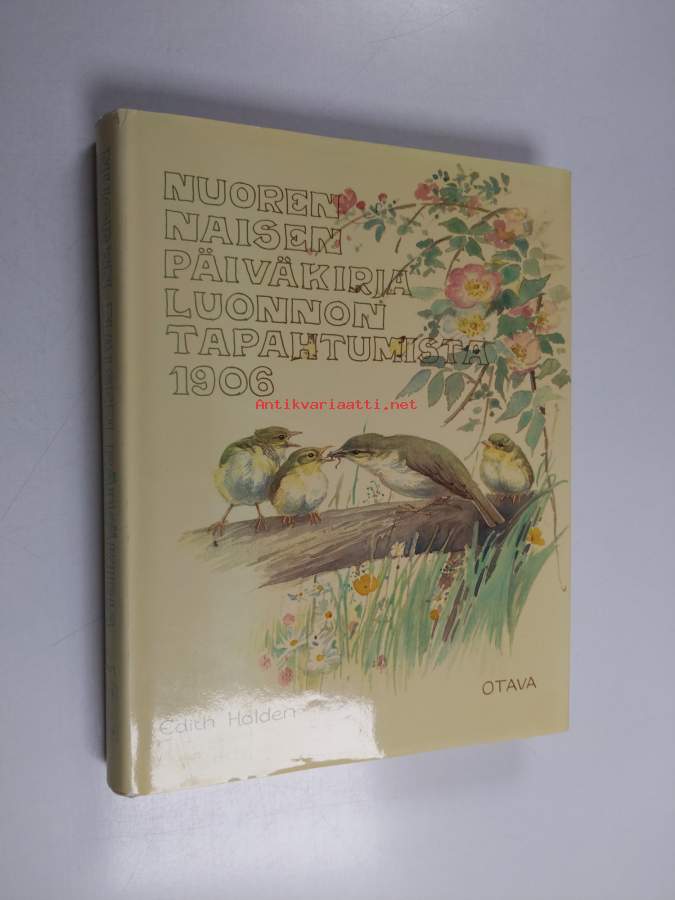 NUOREN
NAISEN
PÄIVÄKIRJA
LUONNON
TAPAHTUMISTA
1906
Antikvariaatti.net
OTAVA
Edith Holden